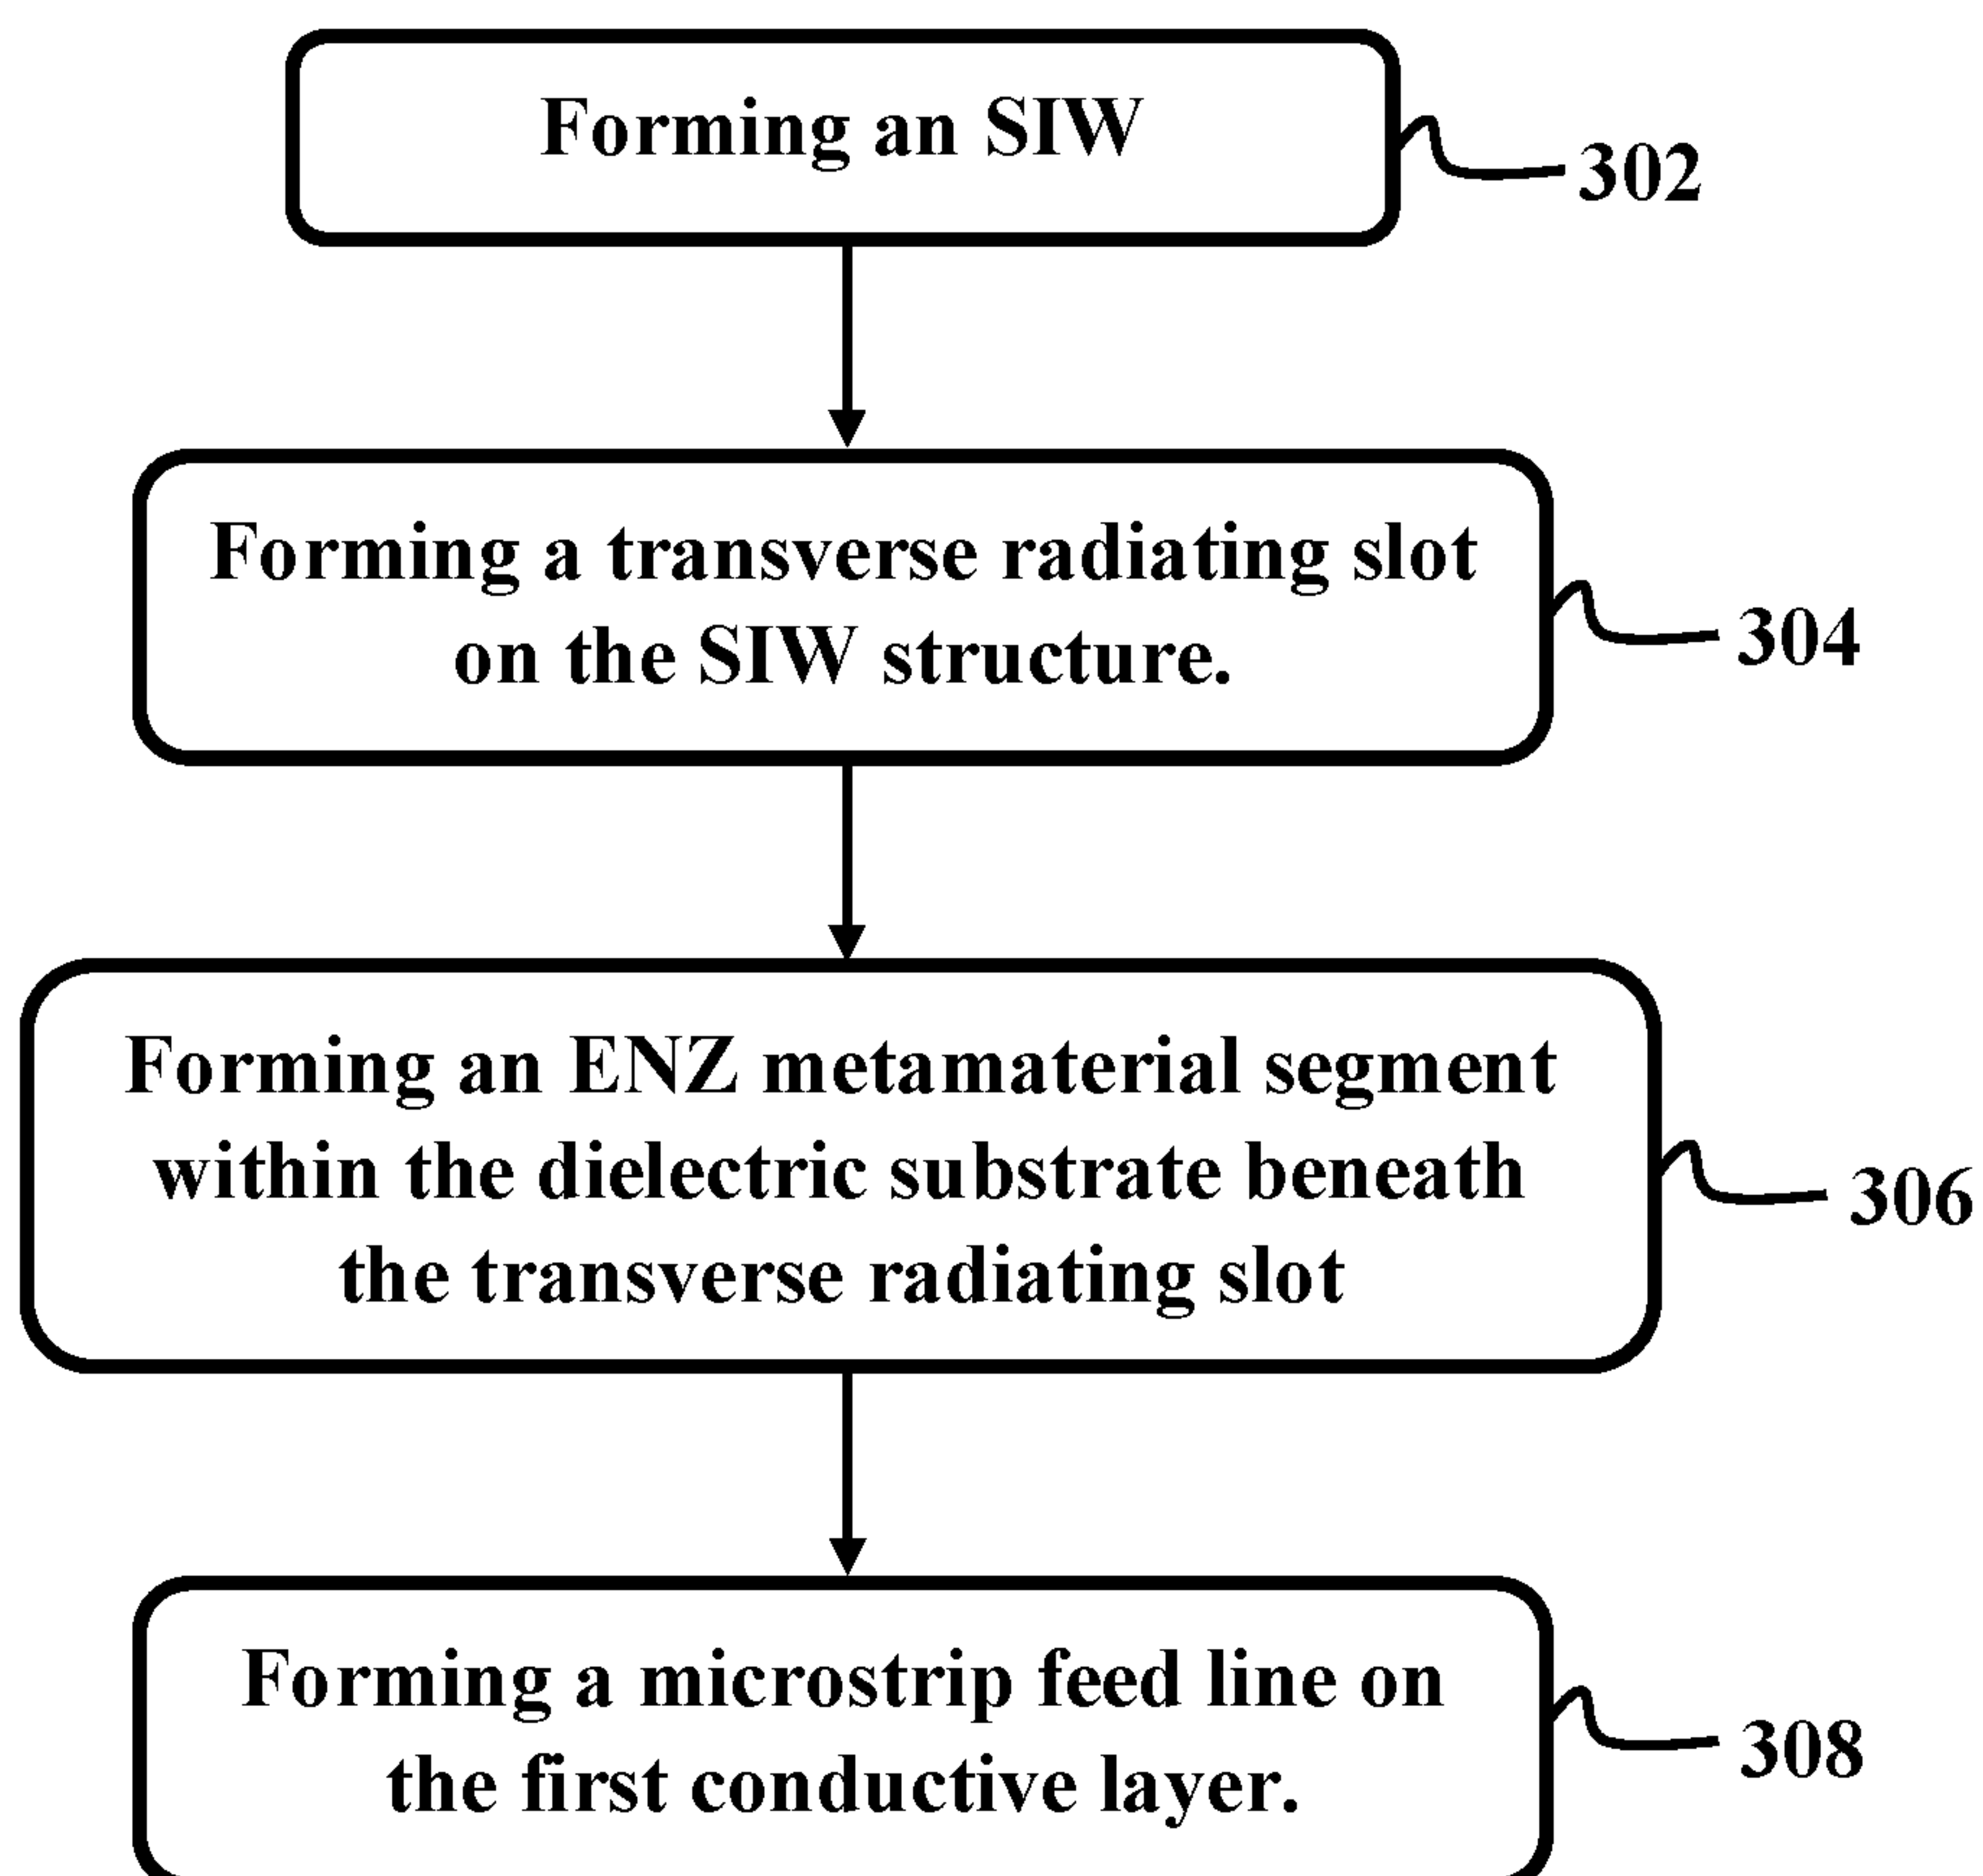 Forming an SIW
302
Forming a transverse radiating slot
on the SIW structure.
304
Forming an ENZ metamaterial segment
within the dielectric substrate beneath
the transverse radiating slot
306
Forming a microstrip feed line on
the first conductive layer.
308